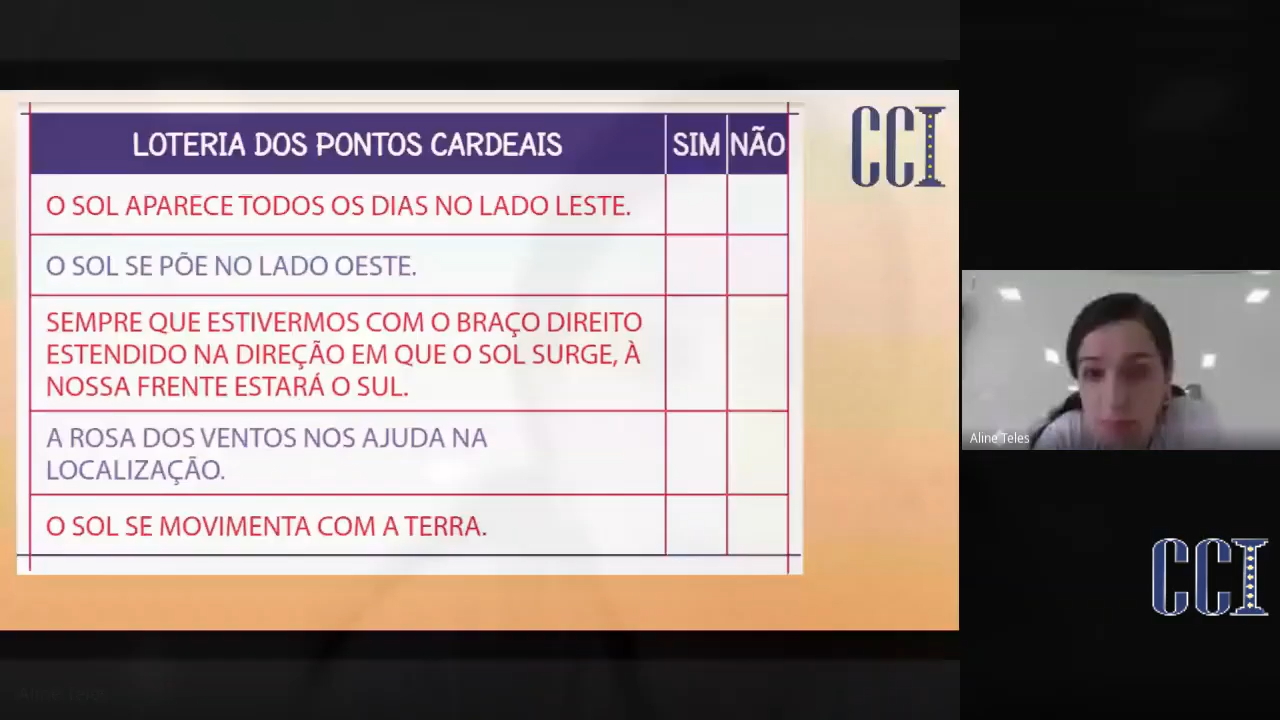 LOTERIA DOS PONTOS CARDEAIS SIM NÃO
O SOL APARECE TODOS OS DIAS NO LADO LESTE.
O SOL SE PÕE NO LADO OESTE.
SEMPRE QUE ESTIVERMOS COM O BRAÇO DIREITO
ESTENDIDO NA DIREÇÃO EM QUE O SOL SURGE, À
NOSSA FRENTE ESTARÁ O SUL.
A ROSA DOS VENTOS NOS AJUDA NA
LOCALIZAÇÃO.
O SOL SE MOVIMENTA COM A TERRA.
CCI
Aline Teles
CCI